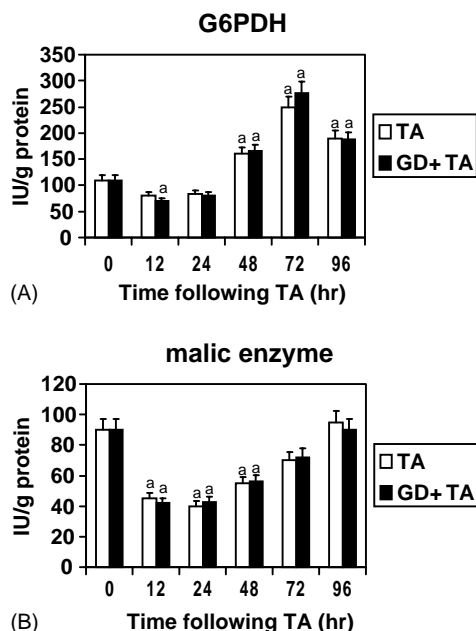 G6PDH
IU/g protein
350
300
250
200
150
100
50
0
a
a a
a a
a a
0 12 24 48 72 96
(A) Time following TA (hr)
TA
GD+ TA
malic enzyme
IU/g protein
120
100
80
60
40
20
0
a a
a a
a a
0 12 24 48 72 96
(B) Time following TA (hr)
TA
GD+ TA